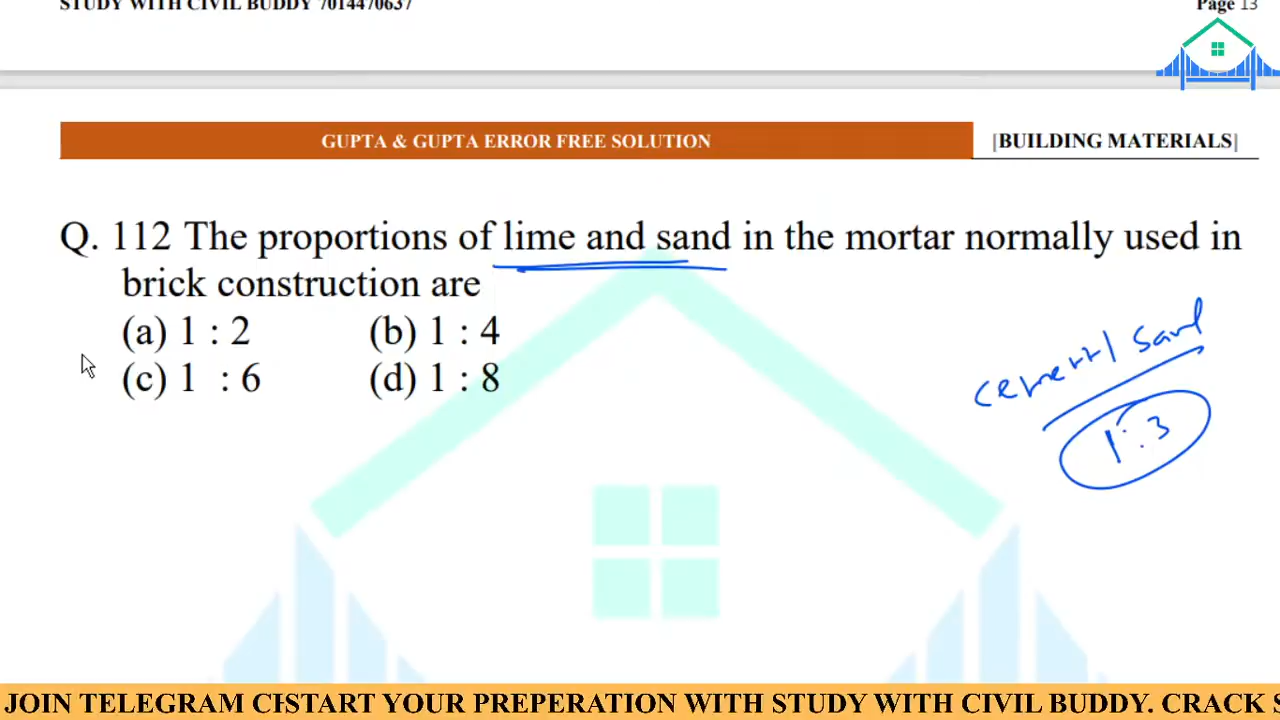 STUDY WITH CIVIL BUDDY 7014470637
Page 13
GUPTA & GUPTA ERROR FREE SOLUTION
|BUILDING MATERIALS|
Q. 112 The proportions of lime and sand in the mortar normally used in
brick construction are
(a) 1 : 2 (b) 1 : 4
(c) 1 : 6 (d) 1 : 8
cement / sand
1:3
JOIN TELEGRAM CISTART YOUR PREPERATION WITH STUDY WITH CIVIL BUDDY. CRACK S